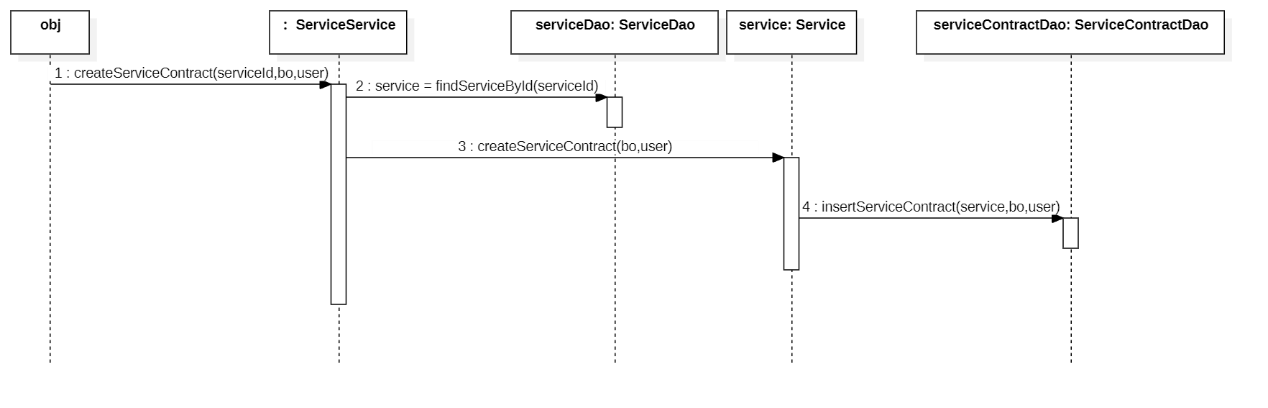 obj
: ServiceService
serviceDao: ServiceDao
service: Service
serviceContractDao: ServiceContractDao
1 : createServiceContract(serviceId,bo,user)
2 : service = findServiceById(serviceId)
3 : createServiceContract(bo,user)
4 : insertServiceContract(service,bo,user)